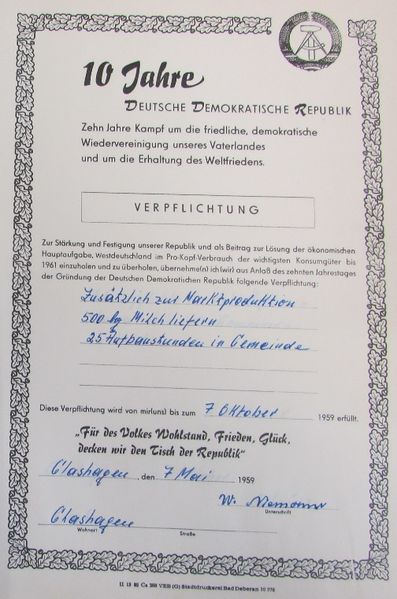 10 Jahre
DEUTSCHE DEMOKRATISCHE REPUBLIK
Zehn Jahre Kampf um die friedliche, demokratische
Wiedervereinigung unseres Vaterlandes
und um die Erhaltung des Weltfriedens.
VERPFLICHTUNG
Zur Stärkung und Festigung unserer Republik und als Beitrag zur Lösung der ökonomischen
Hauptaufgabe, Westdeutschland im Pro-Kopf-Verbrauch der wichtigsten Konsumgüter bis
1961 einzuholen und zu überholen, übernehme(n) ich(wir) aus Anlaß des zehnten Jahrestages
der Gründung der Deutschen Demokratischen Republik folgende Verpflichtung:
Zusätzlich zur Marktproduktion
500 kg Milch liefern
25 Aufbaustunden in Gemeinde
Diese Verpflichtung wird von mir(uns) bis zum 7 Oktober 1959 erfüllt.
„Für des Volkes Wohlstand, Frieden, Glück,
decken wir den Tisch der Republik“
Glashagen, den 7 Mai 1959
W. Niemann
Unterschrift
Glashagen
Wohnort Straße
VEB (G) Stadtdruckerei Bad Doberan